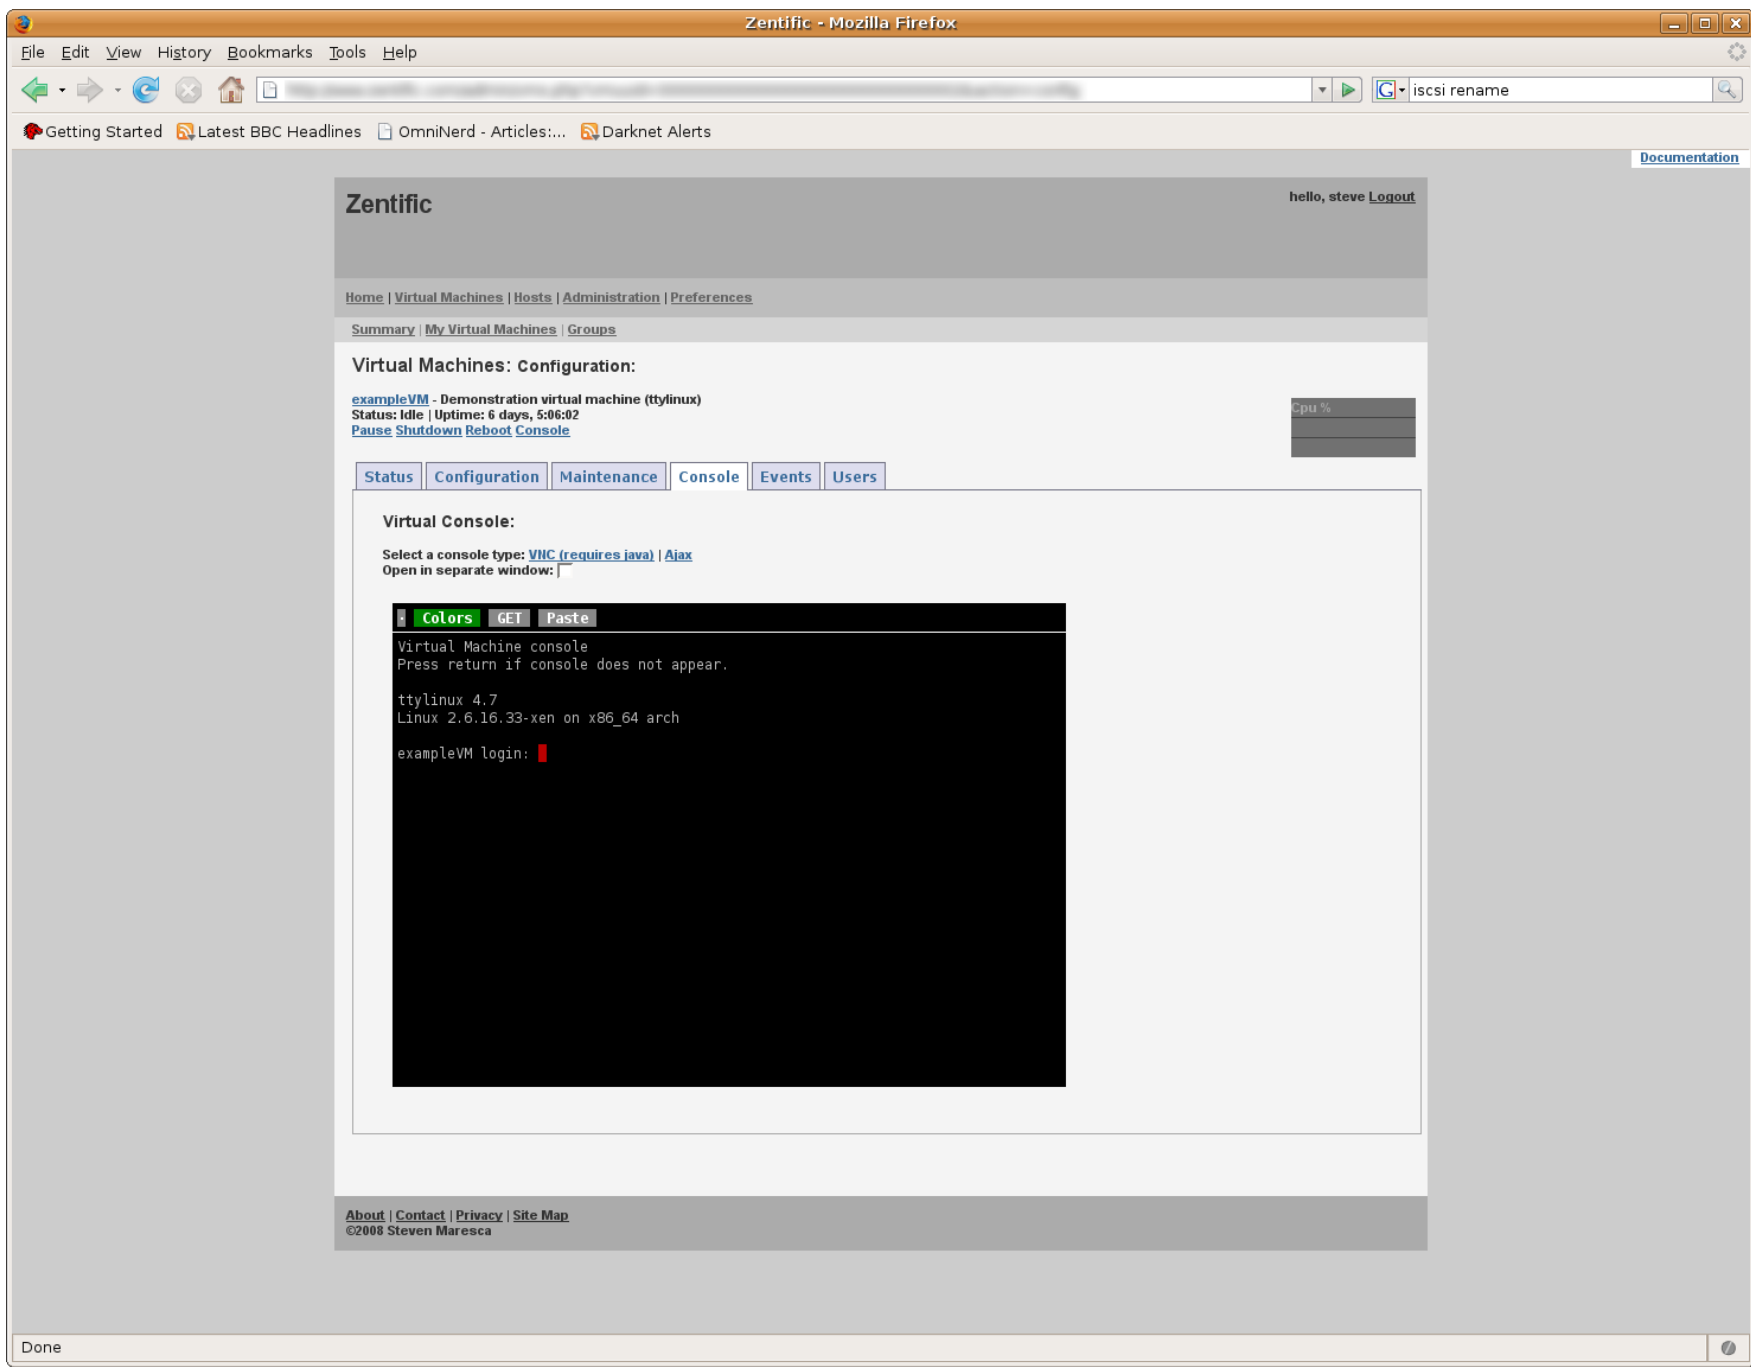 Zentific - Mozilla Firefox
File Edit View History Bookmarks Tools Help
iscsi rename
Getting Started Latest BBC Headlines OmniNerd - Articles:... Darknet Alerts
Documentation
Zentific
hello, steve Logout
Home | Virtual Machines | Hosts | Administration | Preferences
Summary | My Virtual Machines | Groups
Virtual Machines: Configuration:
exampleVM - Demonstration virtual machine (ttylinux)
Status: Idle | Uptime: 6 days, 5:06:02
Pause Shutdown Reboot Console
Cpu %
Status Configuration Maintenance Console Events Users
Virtual Console:
Select a console type: VNC (requires java) | Ajax
Open in separate window:
Colors GET Paste
Virtual Machine console
Press return if console does not appear.
ttylinux 4.7
Linux 2.6.16.33-xen on x86_64 arch
exampleVM login:
About | Contact | Privacy | Site Map
©2008 Steven Maresca
Done